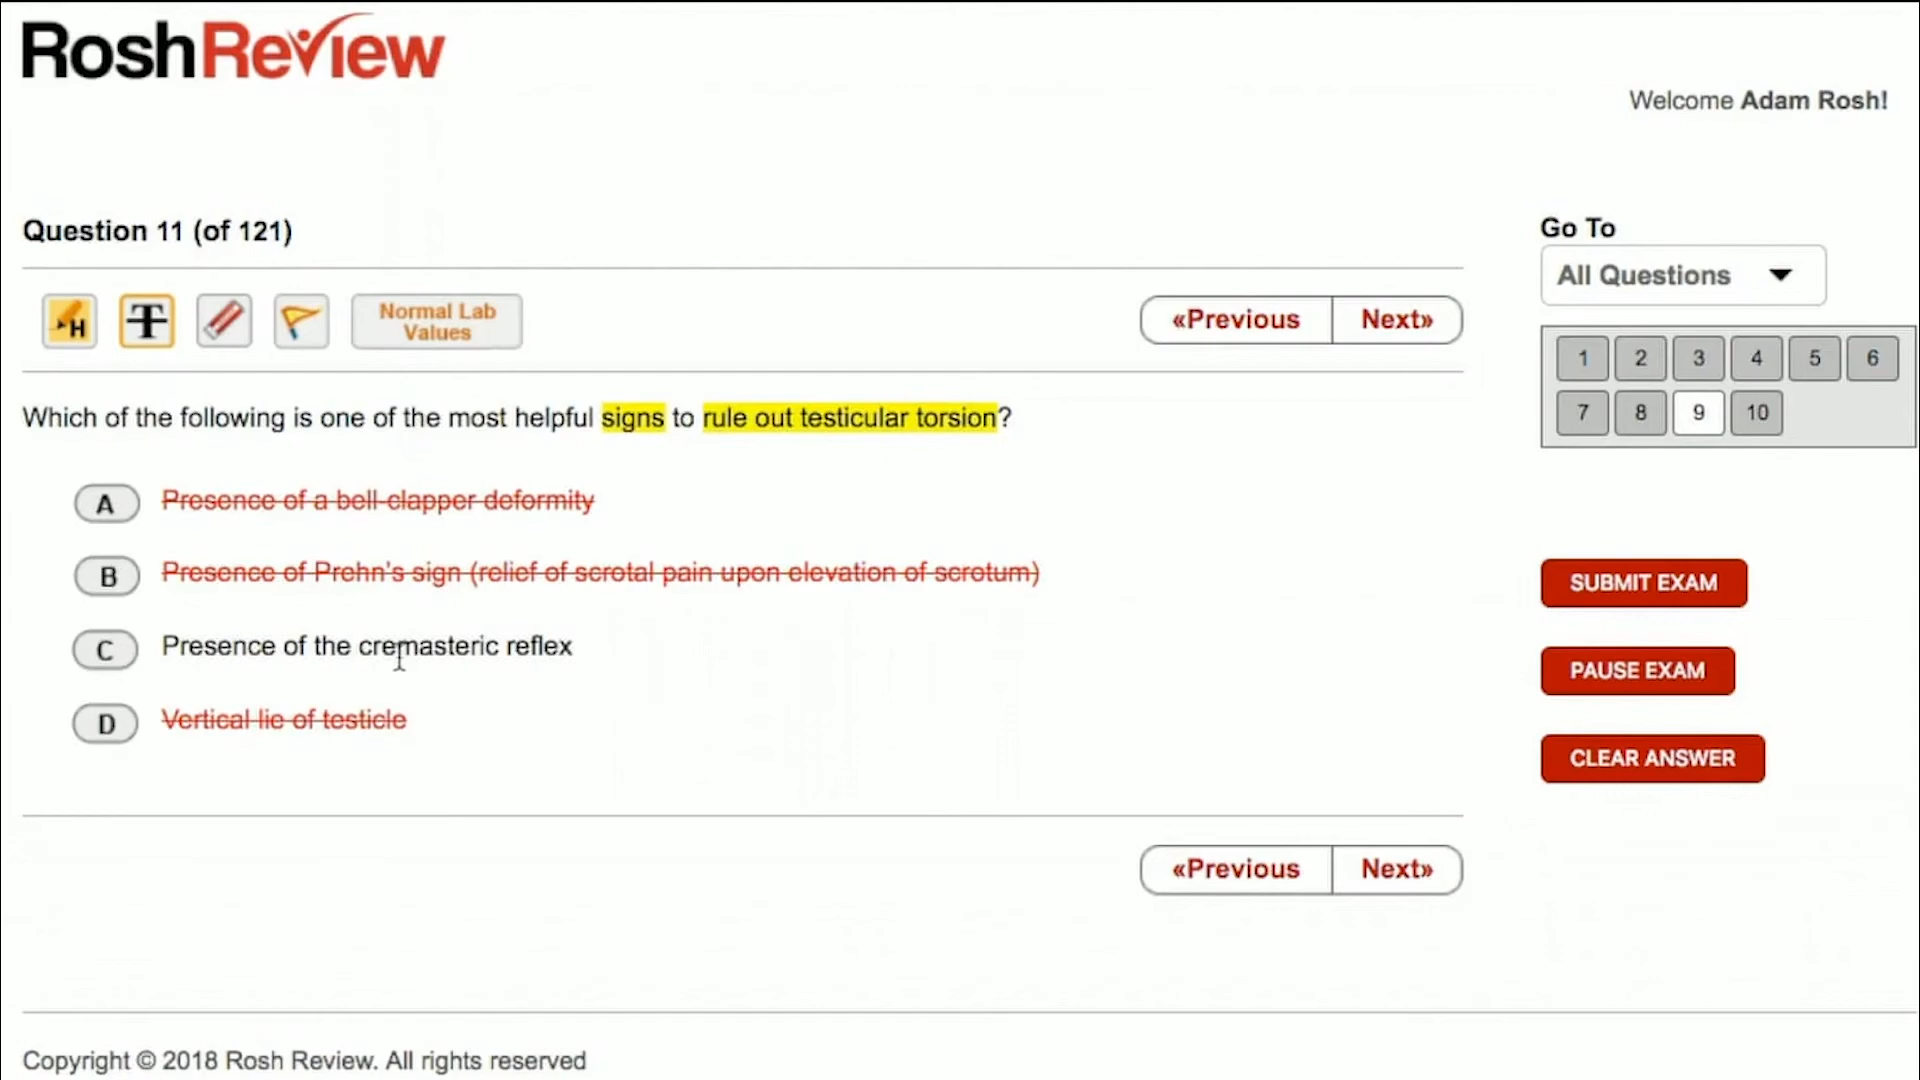 RoshReview
Welcome Adam Rosh!
Question 11 (of 121)
Go To
All Questions
H
T
Normal Lab
Values
«Previous
Next»
1 2 3 4 5 6
7 8 9 10
Which of the following is one of the most helpful signs to rule out testicular torsion?
A Presence of a bell-clapper deformity
B Presence of Prehn's sign (relief of scrotal pain upon elevation of scrotum)
C Presence of the cremasteric reflex
D Vertical lie of testicle
SUBMIT EXAM
PAUSE EXAM
CLEAR ANSWER
«Previous
Next»
Copyright © 2018 Rosh Review. All rights reserved